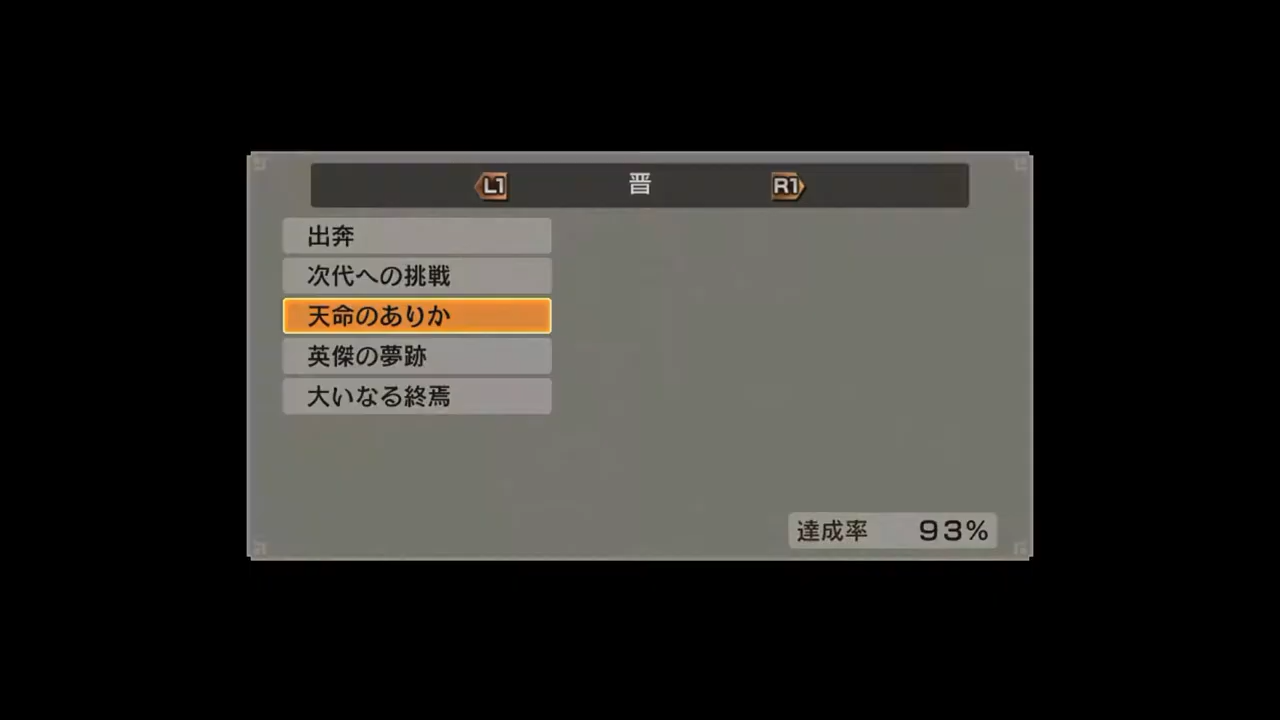 L1 晋 R1
出奔
次代への挑戦
天命のありか
英傑の夢跡
大いなる終焉
達成率 93%